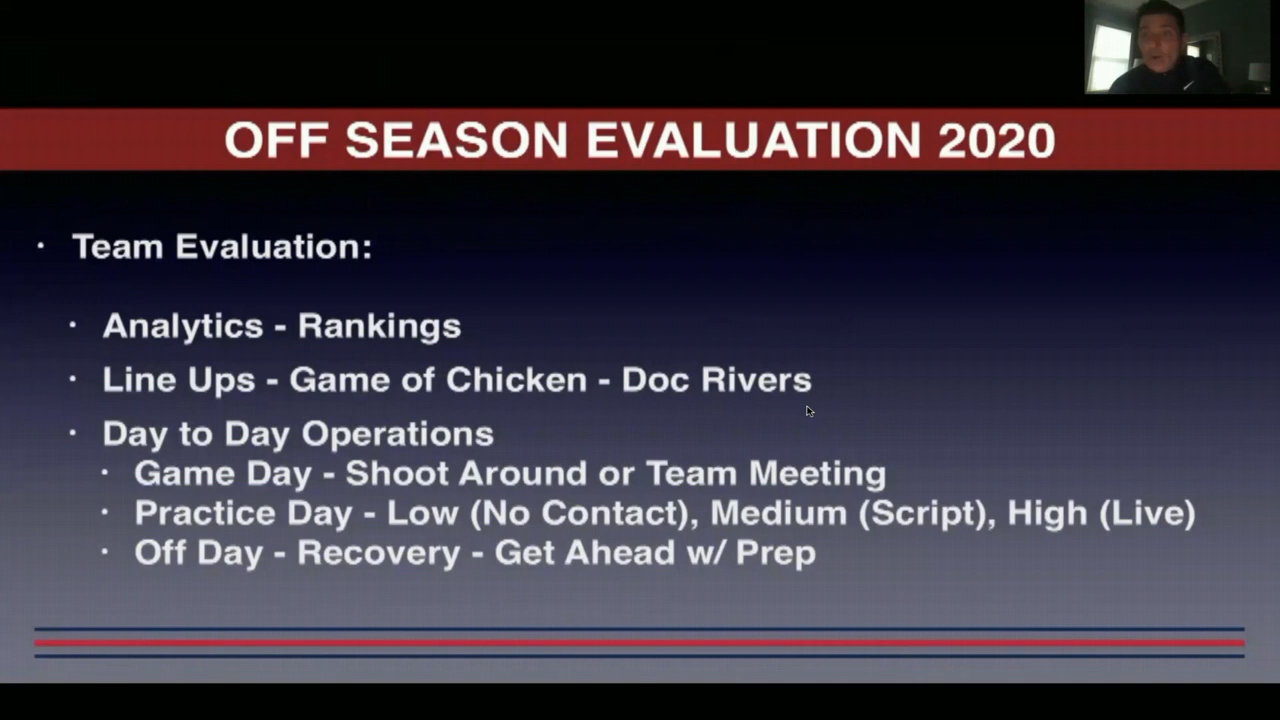 OFF SEASON EVALUATION 2020
• Team Evaluation:
• Analytics - Rankings
• Line Ups - Game of Chicken - Doc Rivers
• Day to Day Operations
• Game Day - Shoot Around or Team Meeting
• Practice Day - Low (No Contact), Medium (Script), High (Live)
• Off Day - Recovery - Get Ahead w/ Prep